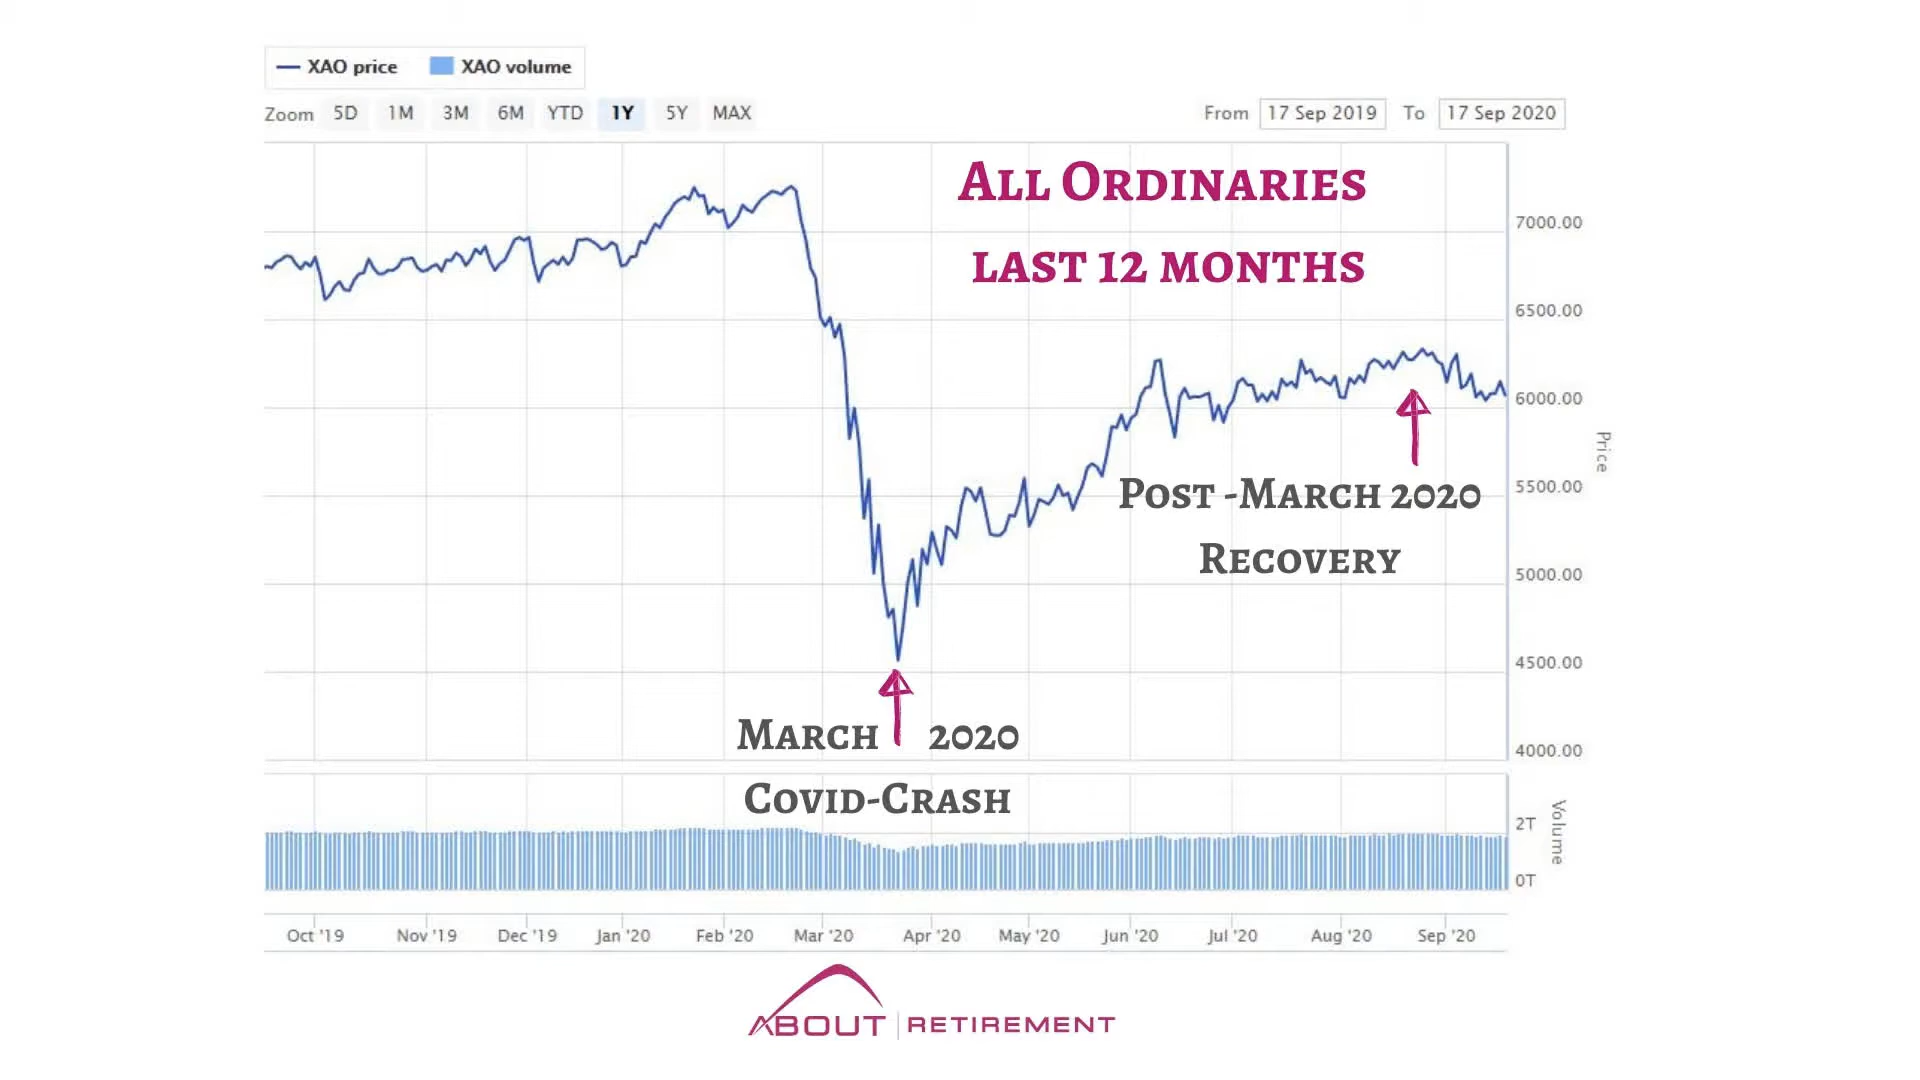 XAO price XAO volume
Zoom 5D 1M 3M 6M YTD 1Y 5Y MAX From 17 Sep 2019 To 17 Sep 2020
All Ordinaries
last 12 months
7000.00
6500.00
6000.00
5500.00
5000.00
4500.00
4000.00
Price
Post -March 2020
Recovery
March 2020
Covid-Crash
2T
0T
Volume
Oct '19 Nov '19 Dec '19 Jan '20 Feb '20 Mar '20 Apr '20 May '20 Jun '20 Jul '20 Aug '20 Sep '20
ABOUT RETIREMENT